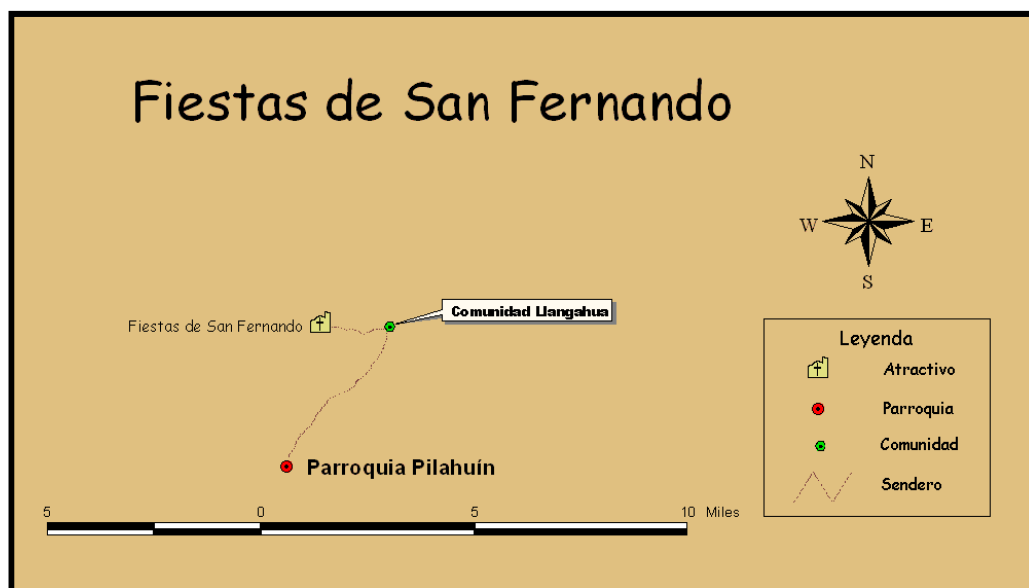 Fiestas de San Fernando
N
W E
S
Comunidad Llangahua
Fiestas de San Fernando
Leyenda
Atractivo
Parroquia
Comunidad
Sendero
Parroquia Pilahuín
5 0 5 10 Miles